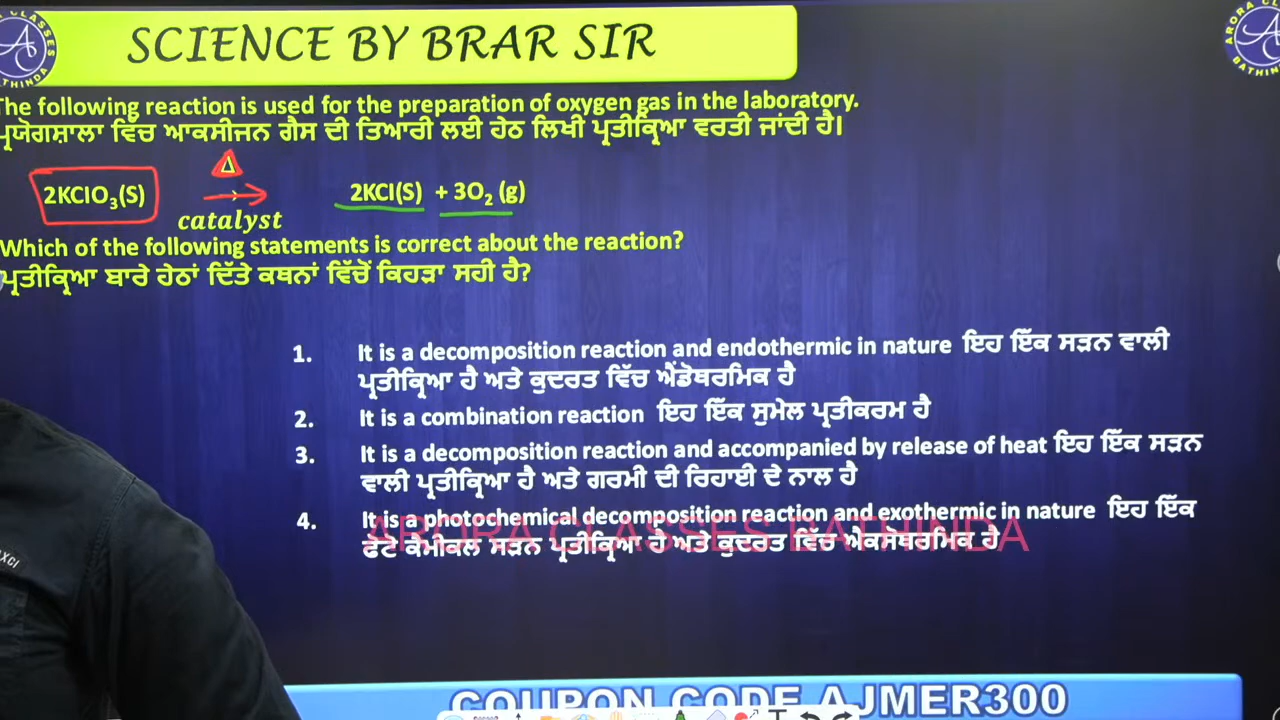 SCIENCE BY BRAR SIR
ARORA CL
BATHINDA
The following reaction is used for the preparation of oxygen gas in the laboratory.
ਪ੍ਰਯੋਗਸ਼ਾਲਾ ਵਿੱਚ ਆਕਸੀਜਨ ਗੈਸ ਦੀ ਤਿਆਰੀ ਲਈ ਹੇਠ ਲਿਖੀ ਪ੍ਰਤੀਕ੍ਰਿਆ ਵਰਤੀ ਜਾਂਦੀ ਹੈ।
Δ
2KClO₃(S) → 2KCl(S) + 3O₂ (g)
catalyst
Which of the following statements is correct about the reaction?
ਪ੍ਰਤੀਕ੍ਰਿਆ ਬਾਰੇ ਹੇਠਾਂ ਦਿੱਤੇ ਕਥਨਾਂ ਵਿੱਚੋਂ ਕਿਹੜਾ ਸਹੀ ਹੈ?
1. It is a decomposition reaction and endothermic in nature ਇਹ ਇੱਕ ਸੜਨ ਵਾਲੀ
ਪ੍ਰਤੀਕ੍ਰਿਆ ਹੈ ਅਤੇ ਕੁਦਰਤ ਵਿੱਚ ਐਂਡੋਥਰਮਿਕ ਹੈ
2. It is a combination reaction ਇਹ ਇੱਕ ਸੁਮੇਲ ਪ੍ਰਤੀਕਰਮ ਹੈ
3. It is a decomposition reaction and accompanied by release of heat ਇਹ ਇੱਕ ਸੜਨ
ਵਾਲੀ ਪ੍ਰਤੀਕ੍ਰਿਆ ਹੈ ਅਤੇ ਗਰਮੀ ਦੀ ਰਿਹਾਈ ਦੇ ਨਾਲ ਹੈ
4. It is a photochemical decomposition reaction and exothermic in nature ਇਹ ਇੱਕ
ਫੋਟੋ ਕੈਮੀਕਲ ਸੜਨ ਪ੍ਰਤੀਕ੍ਰਿਆ ਹੈ ਅਤੇ ਕੁਦਰਤ ਵਿੱਚ ਐਕਸੋਥਰਮਿਕ ਹੈ
ARORA CLASSES BATHINDA
COUPON CODE AJMER300